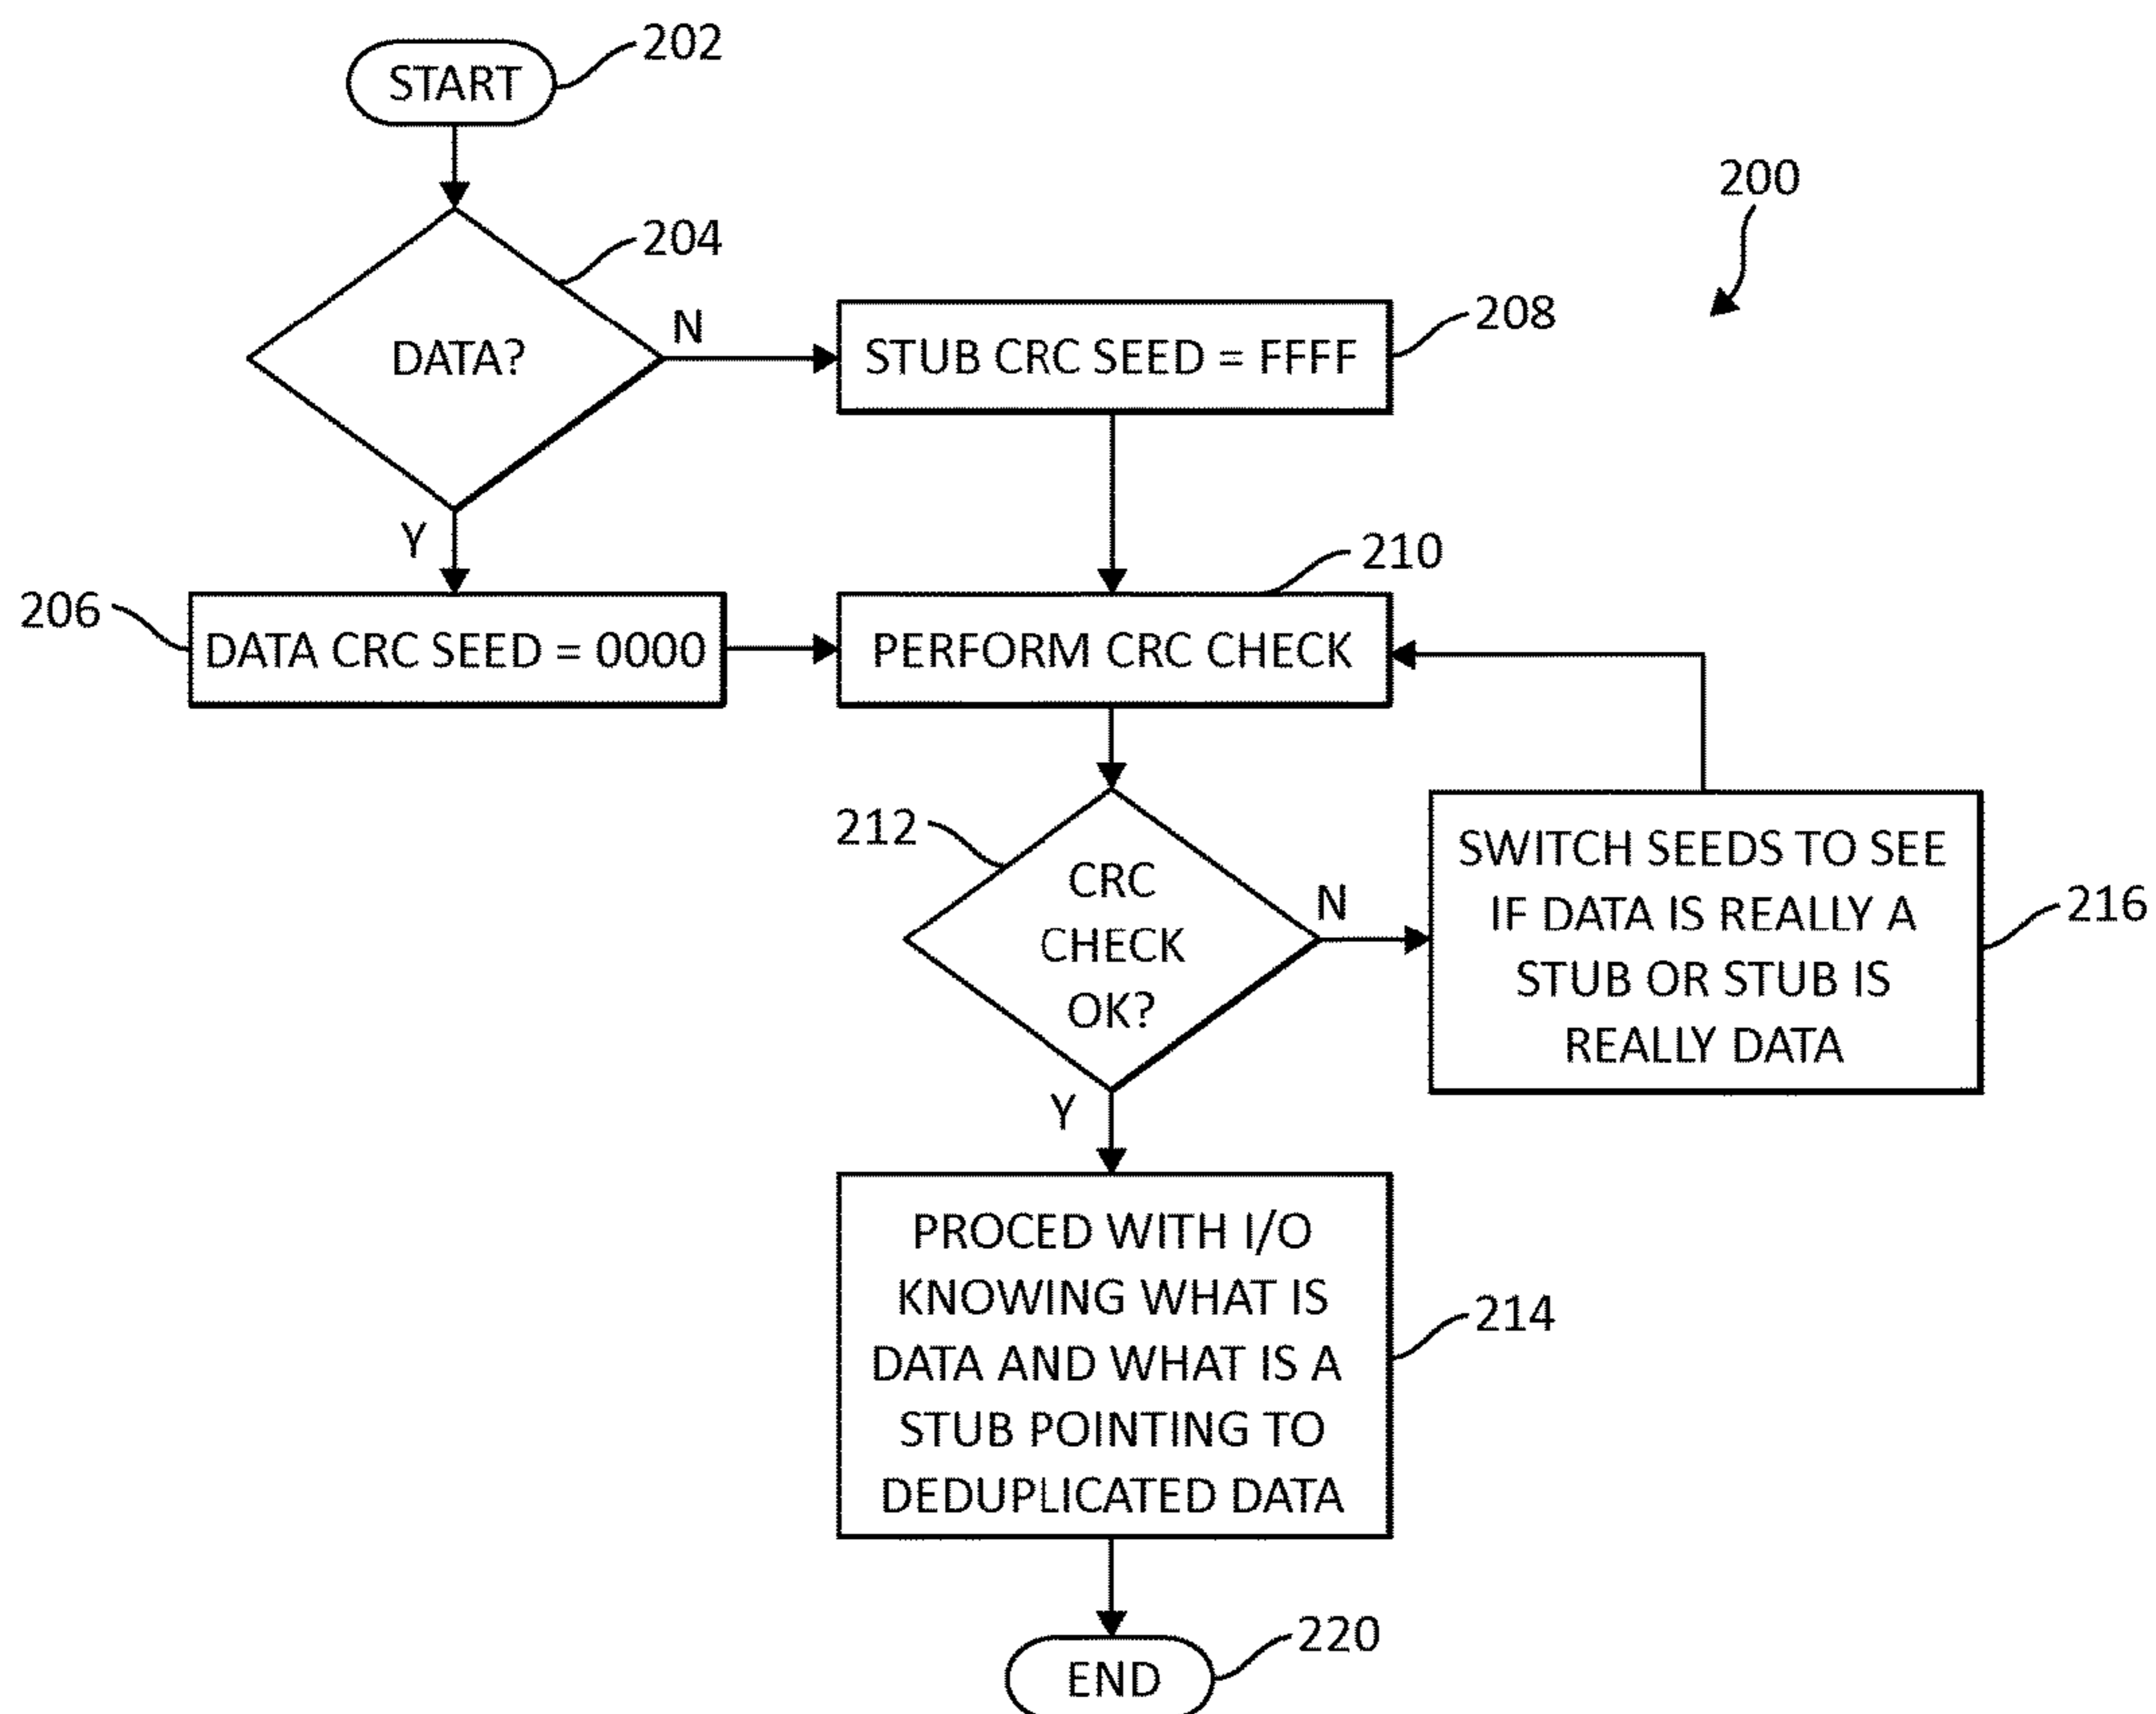 START
202
200
204
DATA?
N
STUB CRC SEED = FFFF
208
Y
206
DATA CRC SEED = 0000
PERFORM CRC CHECK
210
212
CRC
CHECK
OK?
N
SWITCH SEEDS TO SEE
IF DATA IS REALLY A
STUB OR STUB IS
REALLY DATA
216
Y
PROCED WITH I/O
KNOWING WHAT IS
DATA AND WHAT IS A
STUB POINTING TO
DEDUPLICATED DATA
214
END
220